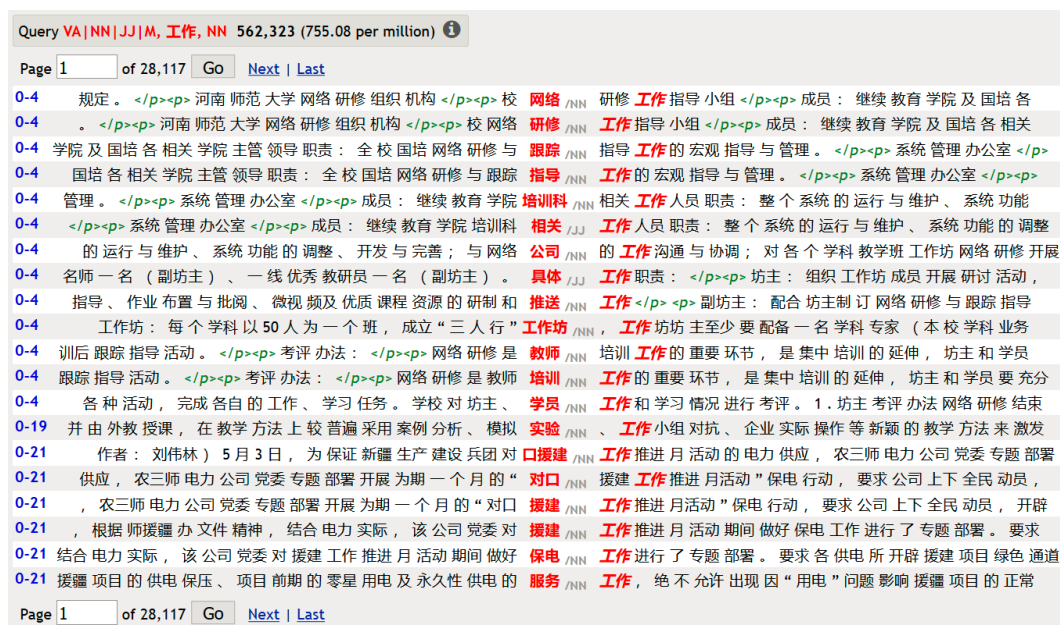 Query VA|NN|JJ|M, 工作, NN 562,323 (755.08 per million) i
Page 1 of 28,117 Go Next | Last
0-4 规定 。 </p><p> 河南 师范 大学 网络 研修 组织 机构 </p><p> 校 网络 /NN 研修 工作 指导 小组 </p><p> 成员 ： 继续 教育 学院 及 国培 各
0-4 。 </p><p> 河南 师范 大学 网络 研修 组织 机构 </p><p> 校 网络 研修 /NN 工作 指导 小组 </p><p> 成员 ： 继续 教育 学院 及 国培 各 相关
0-4 学院 及 国培 各 相关 学院 主管 领导 职责 ： 全 校 国培 网络 研修 与 跟踪 /NN 指导 工作 的 宏观 指导 与 管理 。 </p><p> 系统 管理 办公室 </p>
0-4 国培 各 相关 学院 主管 领导 职责 ： 全 校 国培 网络 研修 与 跟踪 指导 /NN 工作 的 宏观 指导 与 管理 。 </p><p> 系统 管理 办公室 </p><p>
0-4 管理 。 </p><p> 系统 管理 办公室 </p><p> 成员 ： 继续 教育 学院 培训科 /NN 相关 工作 人员 职责 ： 整 个 系统 的 运行 与 维护 、 系统 功能
0-4 </p><p> 系统 管理 办公室 </p><p> 成员 ： 继续 教育 学院 培训科 相关 /JJ 工作 人员 职责 ： 整 个 系统 的 运行 与 维护 、 系统 功能 的 调整
0-4 的 运行 与 维护 、 系统 功能 的 调整 、 开发 与 完善 ； 与 网络 公司 /NN 的 工作 沟通 与 协调 ； 对 各 个 学科 教学班 工作坊 网络 研修 开展
0-4 名师 一 名 （ 副坊主 ） 、 一 线 优秀 教研员 一 名 （ 副坊主 ） 。 具体 /JJ 工作 职责 ： </p><p> 坊主 ： 组织 工作坊 成员 开展 研讨 活动 ，
0-4 指导 、 作业 布置 与 批阅 、 微视 频及 优质 课程 资源 的 研制 和 推送 /NN 工作 </p> <p> 副坊主 ： 配合 坊主制 订 网络 研修 与 跟踪 指导
0-4 工作坊 ： 每 个 学科 以 50 人 为 一 个 班 ， 成立 “ 三 人 行 ” 工作坊 /NN ， 工作 坊坊 主至少 要 配备 一 名 学科 专家 （ 本 校 学科 业务
0-4 训后 跟踪 指导 活动 。 </p><p> 考评 办法 ： </p><p> 网络 研修 是 教师 /NN 培训 工作 的 重要 环节 ， 是 集中 培训 的 延伸 ， 坊主 和 学员
0-4 跟踪 指导 活动 。 </p><p> 考评 办法 ： </p><p> 网络 研修 是 教师 培训 /NN 工作 的 重要 环节 ， 是 集中 培训 的 延伸 ， 坊主 和 学员 要 充分
0-4 各 种 活动 ， 完成 各自 的 工作 、 学习 任务 。 学校 对 坊主 、 学员 /NN 工作 和 学习 情况 进行 考评 。 1 . 坊主 考评 办法 网络 研修 结束
0-19 并 由 外教 授课 ， 在 教学 方法 上 较 普遍 采用 案例 分析 、 模拟 实验 /NN 、 工作 小组 对抗 、 企业 实际 操作 等 新颖 的 教学 方法 来 激发
0-21 作者 ： 刘伟林 ） 5 月 3 日 ， 为 保证 新疆 生产 建设 兵团 对 口援建 /NN 工作 推进 月 活动 的 电力 供应 ， 农三师 电力 公司 党委 专题 部署
0-21 供应 ， 农三师 电力 公司 党委 专题 部署 开展 为期 一 个 月 的 “ 对口 /NN 援建 工作 推进 月活动 ” 保电 行动 ， 要求 公司 上下 全民 动员 ，
0-21 ， 农三师 电力 公司 党委 专题 部署 开展 为期 一 个 月 的 “ 对口 援建 /NN 工作 推进 月活动 ” 保电 行动 ， 要求 公司 上下 全民 动员 ， 开辟
0-21 ， 根据 师援疆 办 文件 精神 ， 结合 电力 实际 ， 该 公司 党委 对 援建 /NN 工作 推进 月 活动 期间 做好 保电 工作 进行 了 专题 部署 。 要求
0-21 结合 电力 实际 ， 该 公司 党委 对 援建 工作 推进 月 活动 期间 做好 保电 /NN 工作 进行 了 专题 部署 。 要求 各 供电 所 开辟 援建 项目 绿色 通道
0-21 援疆 项目 的 供电 保压 、 项目 前期 的 零星 用电 及 永久性 供电 的 服务 /NN 工作 ， 绝 不 允许 出现 因 “ 用电 ” 问题 影响 援疆 项目 的 正常
Page 1 of 28,117 Go Next | Last